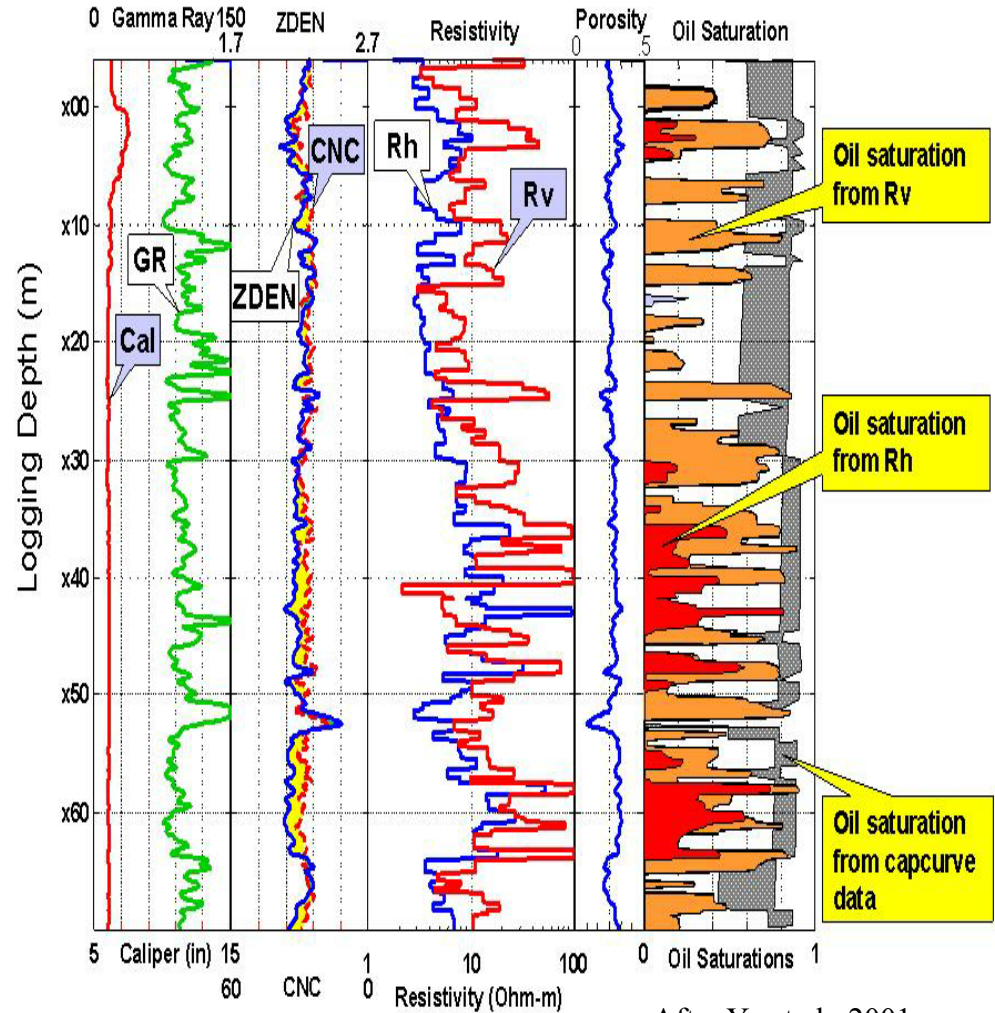 0 Gamma Ray 150
1.7 ZDEN 2.7
Resistivity
Porosity
0 .5
Oil Saturation
Logging Depth (m)
x00
x10
x20
x30
x40
x50
x60
CNC
Rh
Rv
GR
ZDEN
Cal
Oil saturation
from Rv
Oil saturation
from Rh
Oil saturation
from capcurve
data
5 Caliper (in) 15
60 CNC 0
1 10 100
Resistivity (Ohm-m)
0 Oil Saturations 1
2001